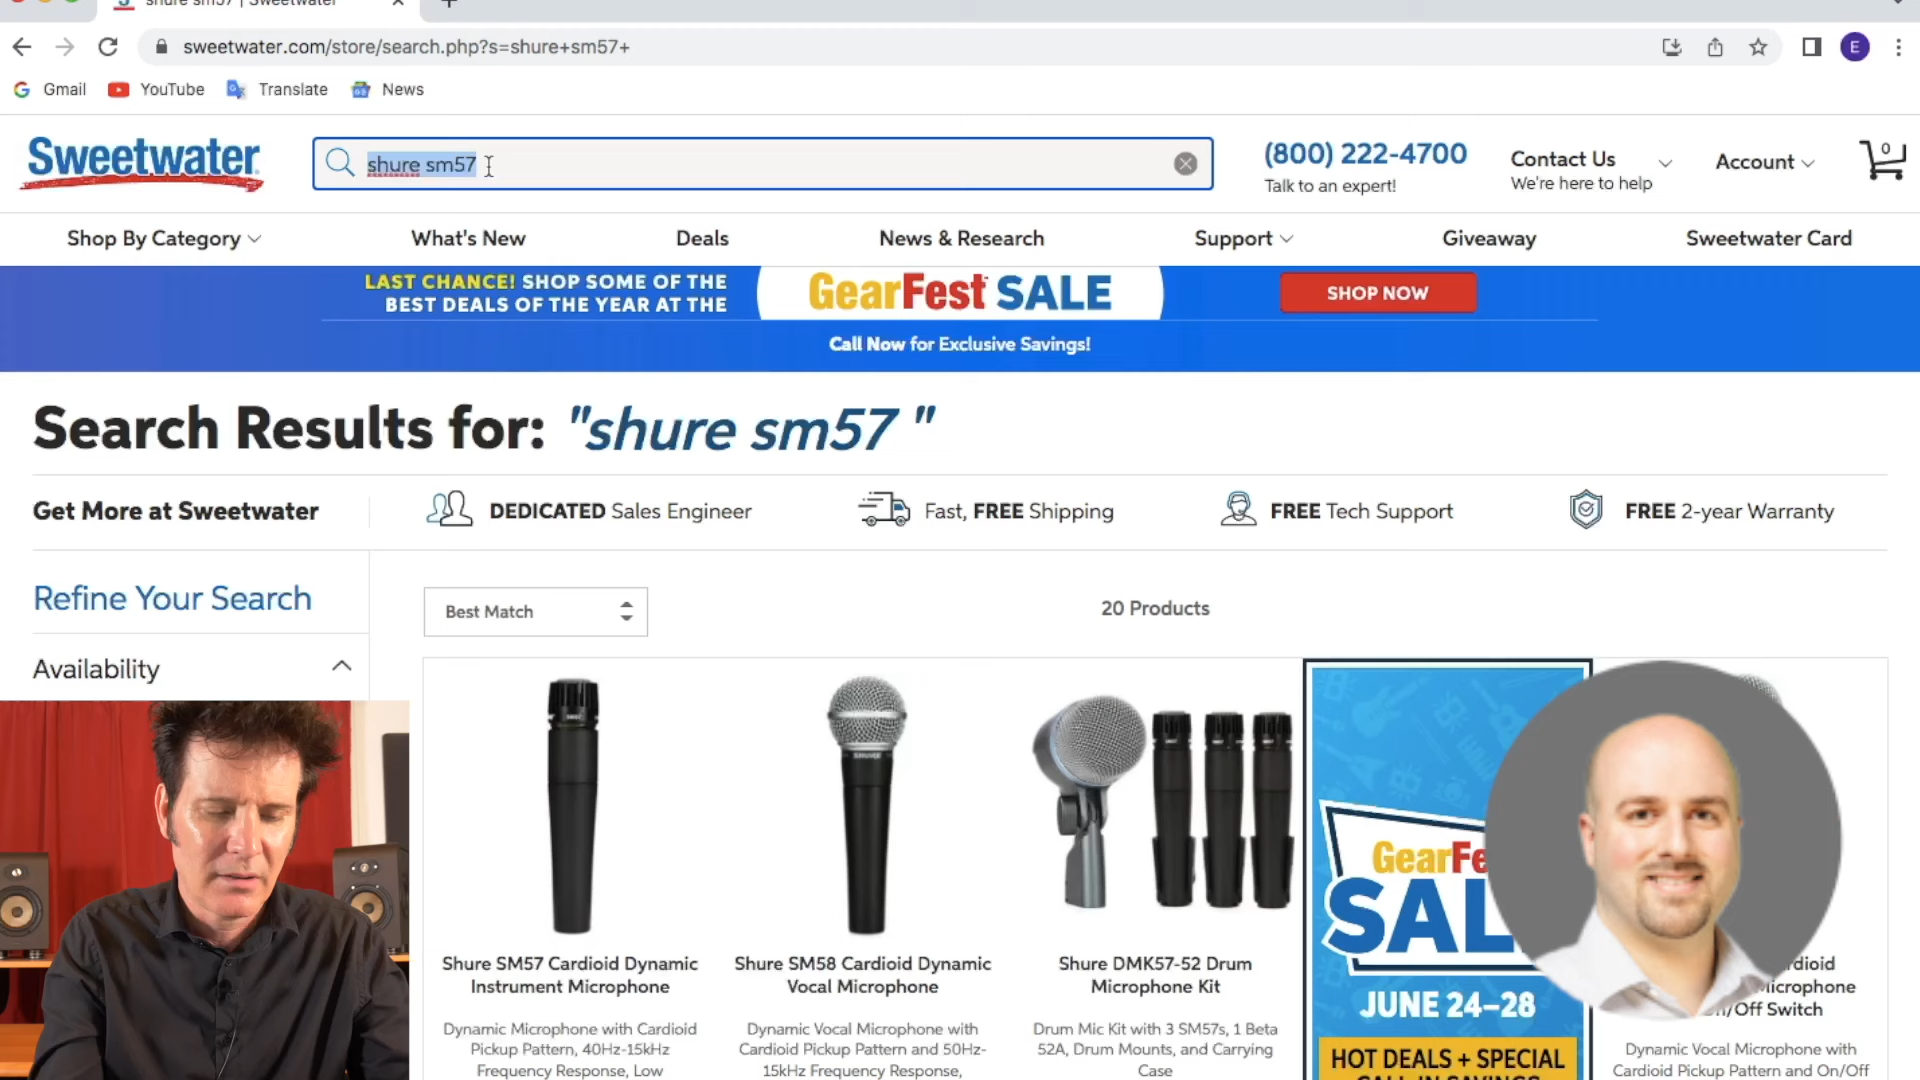 shure sm57 | Sweetwater
sweetwater.com/store/search.php?s=shure+sm57+
E
Gmail
YouTube
Translate
News
Sweetwater
shure sm57
(800) 222-4700
Talk to an expert!
Contact Us
We're here to help
Account
0
Shop By Category
What's New
Deals
News & Research
Support
Giveaway
Sweetwater Card
LAST CHANCE! SHOP SOME OF THE
BEST DEALS OF THE YEAR AT THE
GearFest SALE
SHOP NOW
Call Now for Exclusive Savings!
Search Results for: "shure sm57 "
Get More at Sweetwater
DEDICATED Sales Engineer
Fast, FREE Shipping
FREE Tech Support
FREE 2-year Warranty
Refine Your Search
Availability
Best Match
20 Products
Shure SM57 Cardioid Dynamic
Instrument Microphone
Dynamic Microphone with Cardioid
Pickup Pattern, 40Hz-15kHz
Frequency Response, Low
Shure SM58 Cardioid Dynamic
Vocal Microphone
Dynamic Vocal Microphone with
Cardioid Pickup Pattern and 50Hz-
15kHz Frequency Response,
Shure DMK57-52 Drum
Microphone Kit
Drum Mic Kit with 3 SM57s, 1 Beta
52A, Drum Mounts, and Carrying
Case
GearFe
SAL
JUNE 24–28
HOT DEALS + SPECIAL
CALL-IN SAVINGS
rdioid
Microphone
n/Off Switch
Dynamic Vocal Microphone with
Cardioid Pickup Pattern and On/Off